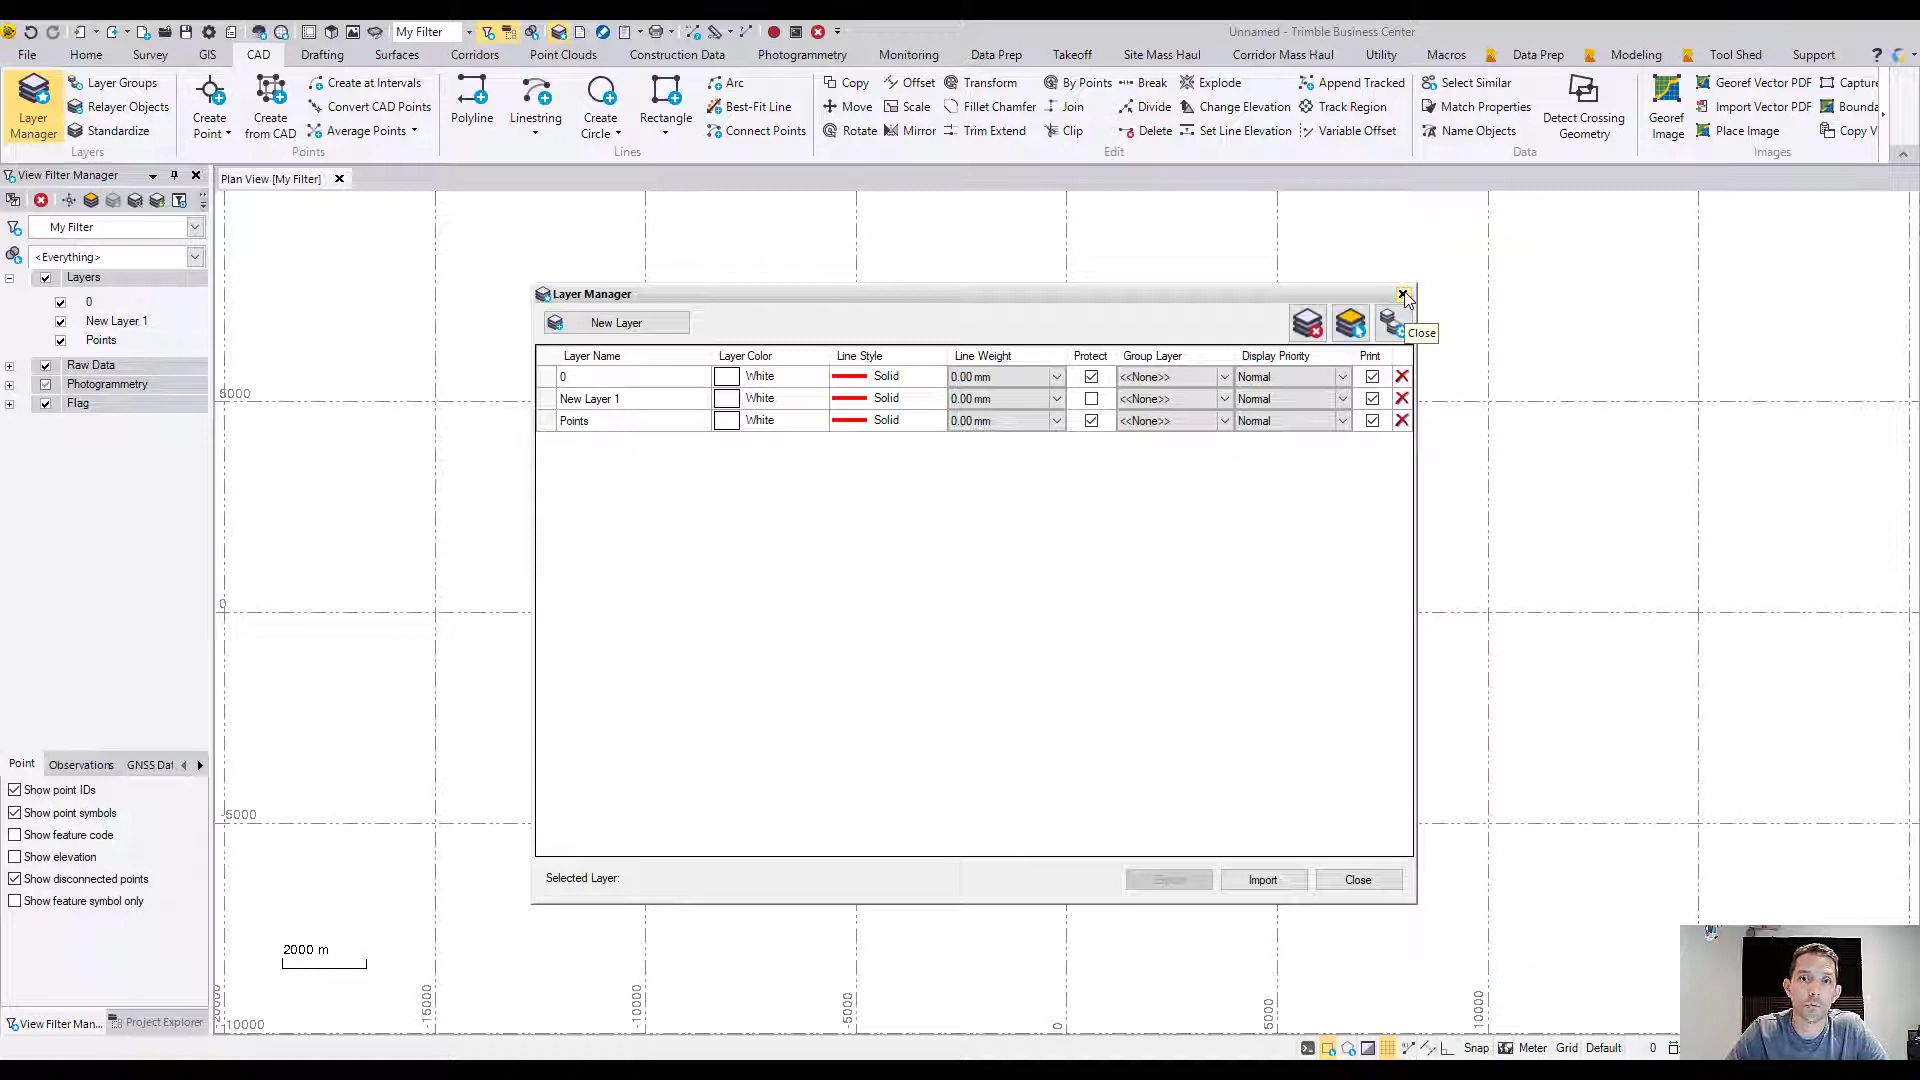 My Filter
Unnamed - Trimble Business Center
File Home Survey GIS CAD Drafting Surfaces Corridors Point Clouds Construction Data Photogrammetry Monitoring Data Prep Takeoff Site Mass Haul Corridor Mass Haul Utility Macros Data Prep Modeling Tool Shed Support
Layer Manager
Layer Groups
Relayer Objects
Standardize
Layers
Create Point
Create from CAD
Create at Intervals
Convert CAD Points
Average Points
Points
Polyline
Linestring
Create Circle
Rectangle
Arc
Best-Fit Line
Connect Points
Lines
Copy Offset Transform By Points Break Explode Append Tracked
Move Scale Fillet Chamfer Join Divide Change Elevation Track Region
Rotate Mirror Trim Extend Clip Delete Set Line Elevation Variable Offset
Edit
Select Similar
Match Properties
Name Objects
Detect Crossing Geometry
Data
Georef Image
Georef Vector PDF Capture
Import Vector PDF Bounda
Place Image Copy V
Images
View Filter Manager
Plan View [My Filter]
My Filter
<Everything>
Layers
0
New Layer 1
Points
Raw Data
Photogrammetry
Flag
Layer Manager
New Layer
Close
Layer Name Layer Color Line Style Line Weight Protect Group Layer Display Priority Print
0 White Solid 0.00 mm <<None>> Normal
New Layer 1 White Solid 0.00 mm <<None>> Normal
Points White Solid 0.00 mm <<None>> Normal
Selected Layer:
Import
Close
5000
0
-5000
-10000
-15000
-10000
-5000
0
5000
10000
2000 m
Point Observations GNSS Dat
Show point IDs
Show point symbols
Show feature code
Show elevation
Show disconnected points
Show feature symbol only
View Filter Man...
Project Explorer
Snap Meter Grid Default 0